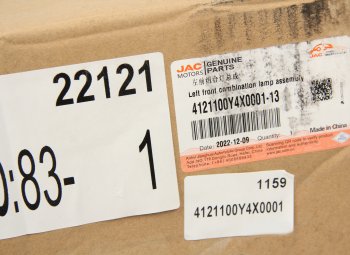 22121
0:83- 1
JAC MOTORS GENUINE PARTS
JAC
左前组合灯总成
Left front combination lamp assembly
4121100Y4X0001-13
DATE: 2022-12-09 Quantity:
Made in China
1159
4121100Y4X0001